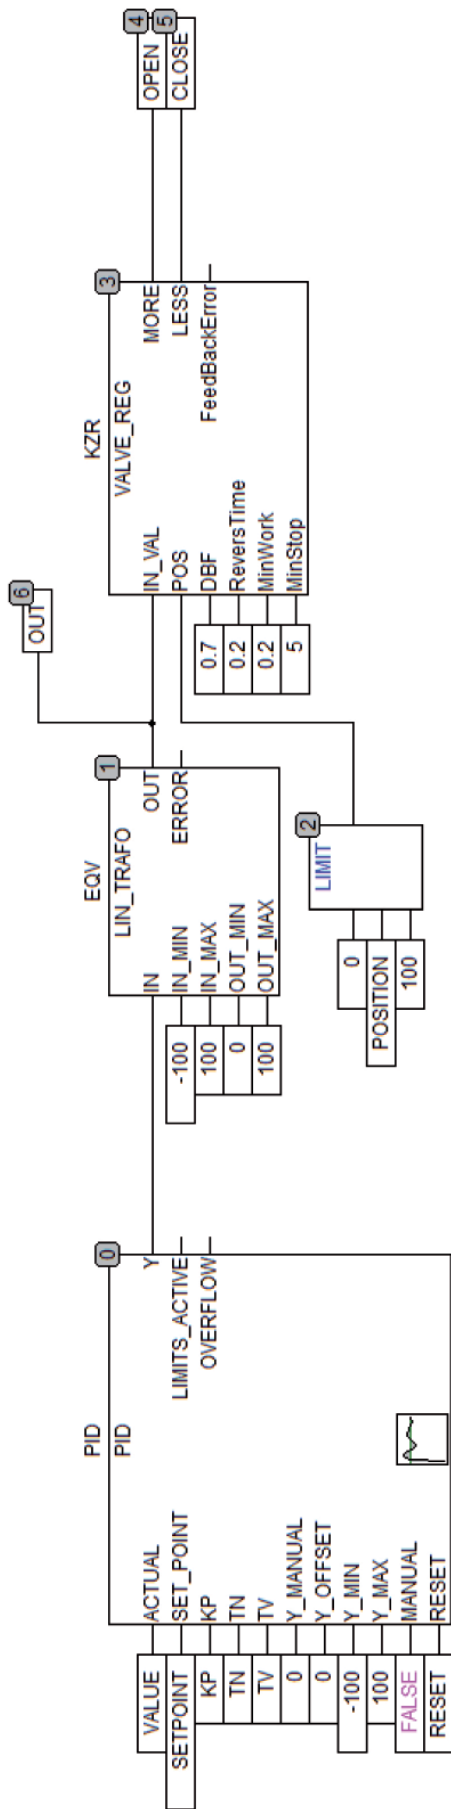 PID
PID
0
VALUE
ACTUAL
Y
SETPOINT
SET_POINT
LIMITS_ACTIVE
KP
KP
OVERFLOW
TN
TN
TV
TV
0
Y_MANUAL
0
Y_OFFSET
-100
Y_MIN
100
Y_MAX
FALSE
MANUAL
RESET
RESET
EQV
LIN_TRAFO
1
IN
OUT
-100
IN_MIN
ERROR
100
IN_MAX
0
OUT_MIN
100
OUT_MAX
LIMIT
2
0
POSITION
100
OUT
6
KZR
VALVE_REG
3
IN_VAL
MORE
POS
LESS
0.7
DBF
FeedBackError
0.2
ReversTime
0.2
MinWork
5
MinStop
OPEN
4
CLOSE
5